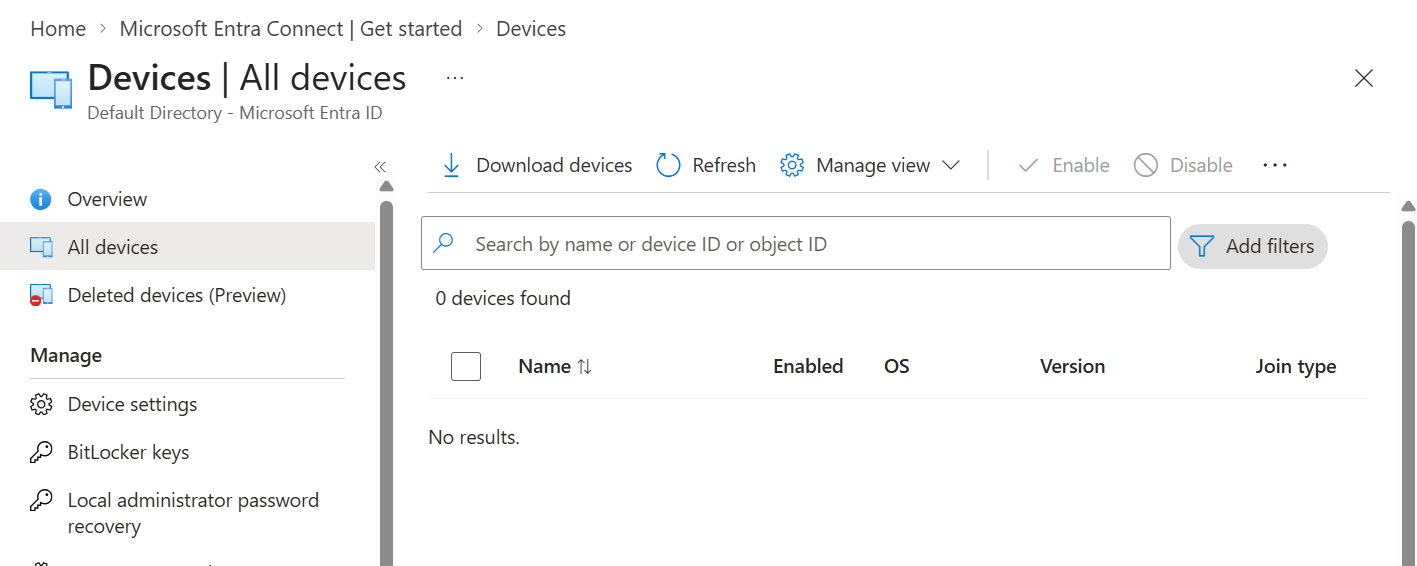 Home > Microsoft Entra Connect | Get started > Devices
Devices | All devices ...
Default Directory - Microsoft Entra ID
«
Overview
All devices
Deleted devices (Preview)
Manage
Device settings
BitLocker keys
Local administrator password
recovery
Download devices Refresh Manage view Enable Disable ...
Search by name or device ID or object ID Add filters
0 devices found
Name Enabled OS Version Join type
No results.